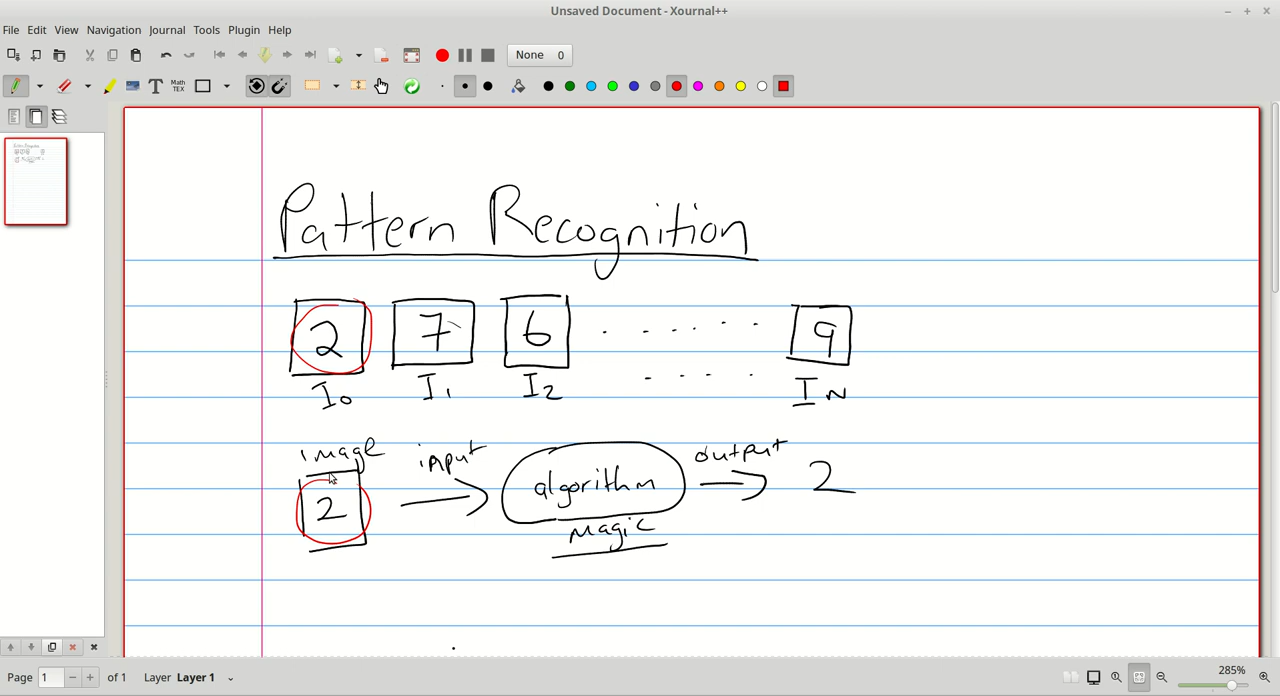 Unsaved Document - Xournal++
File Edit View Navigation Journal Tools Plugin Help
None 0
T Math TEX
Pattern Recognition
2 7 6 . . . . . . 9
I0 I1 I2 . . . . IN
image input output
2 algorithm 2
magic
Page 1 of 1 Layer Layer 1 285%